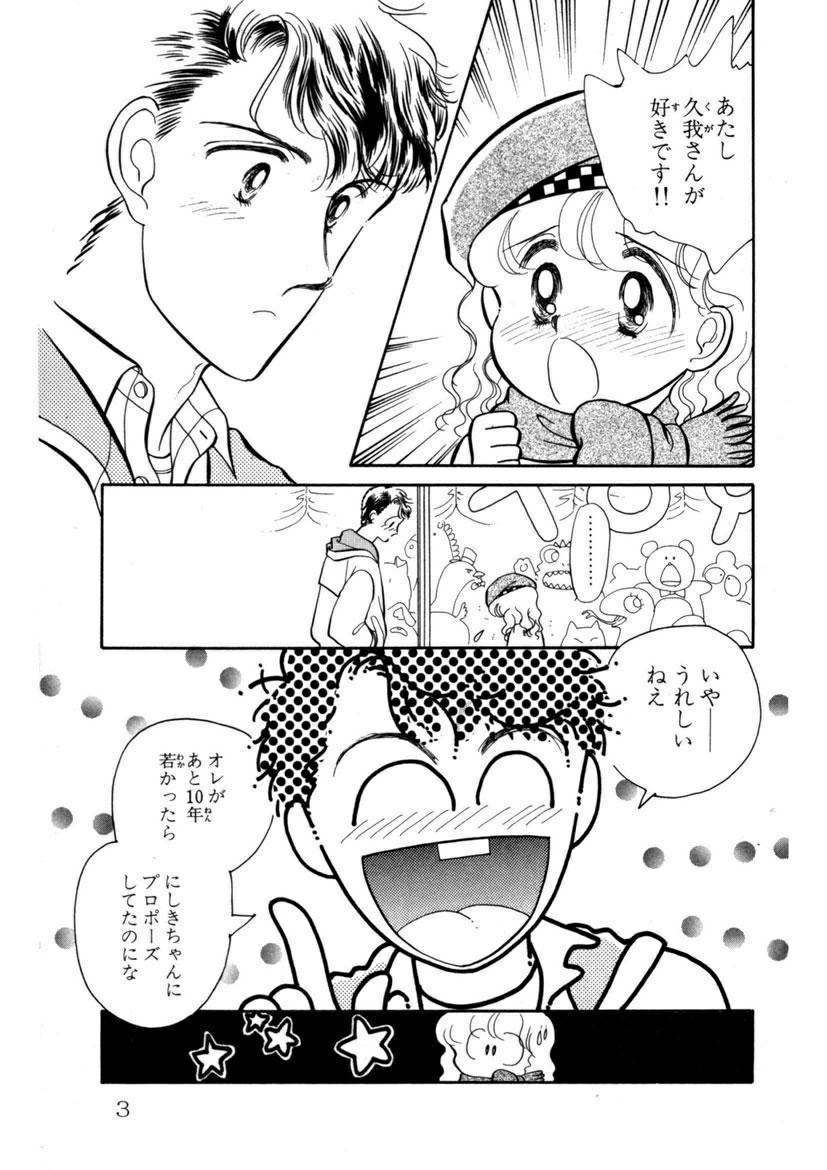 あたし
久我さんが
好きです!!
………
いや――
うれしい
ねえ
オレが
あと10年
若かったら
にしきちゃんに
プロポーズ
してたのにな
3